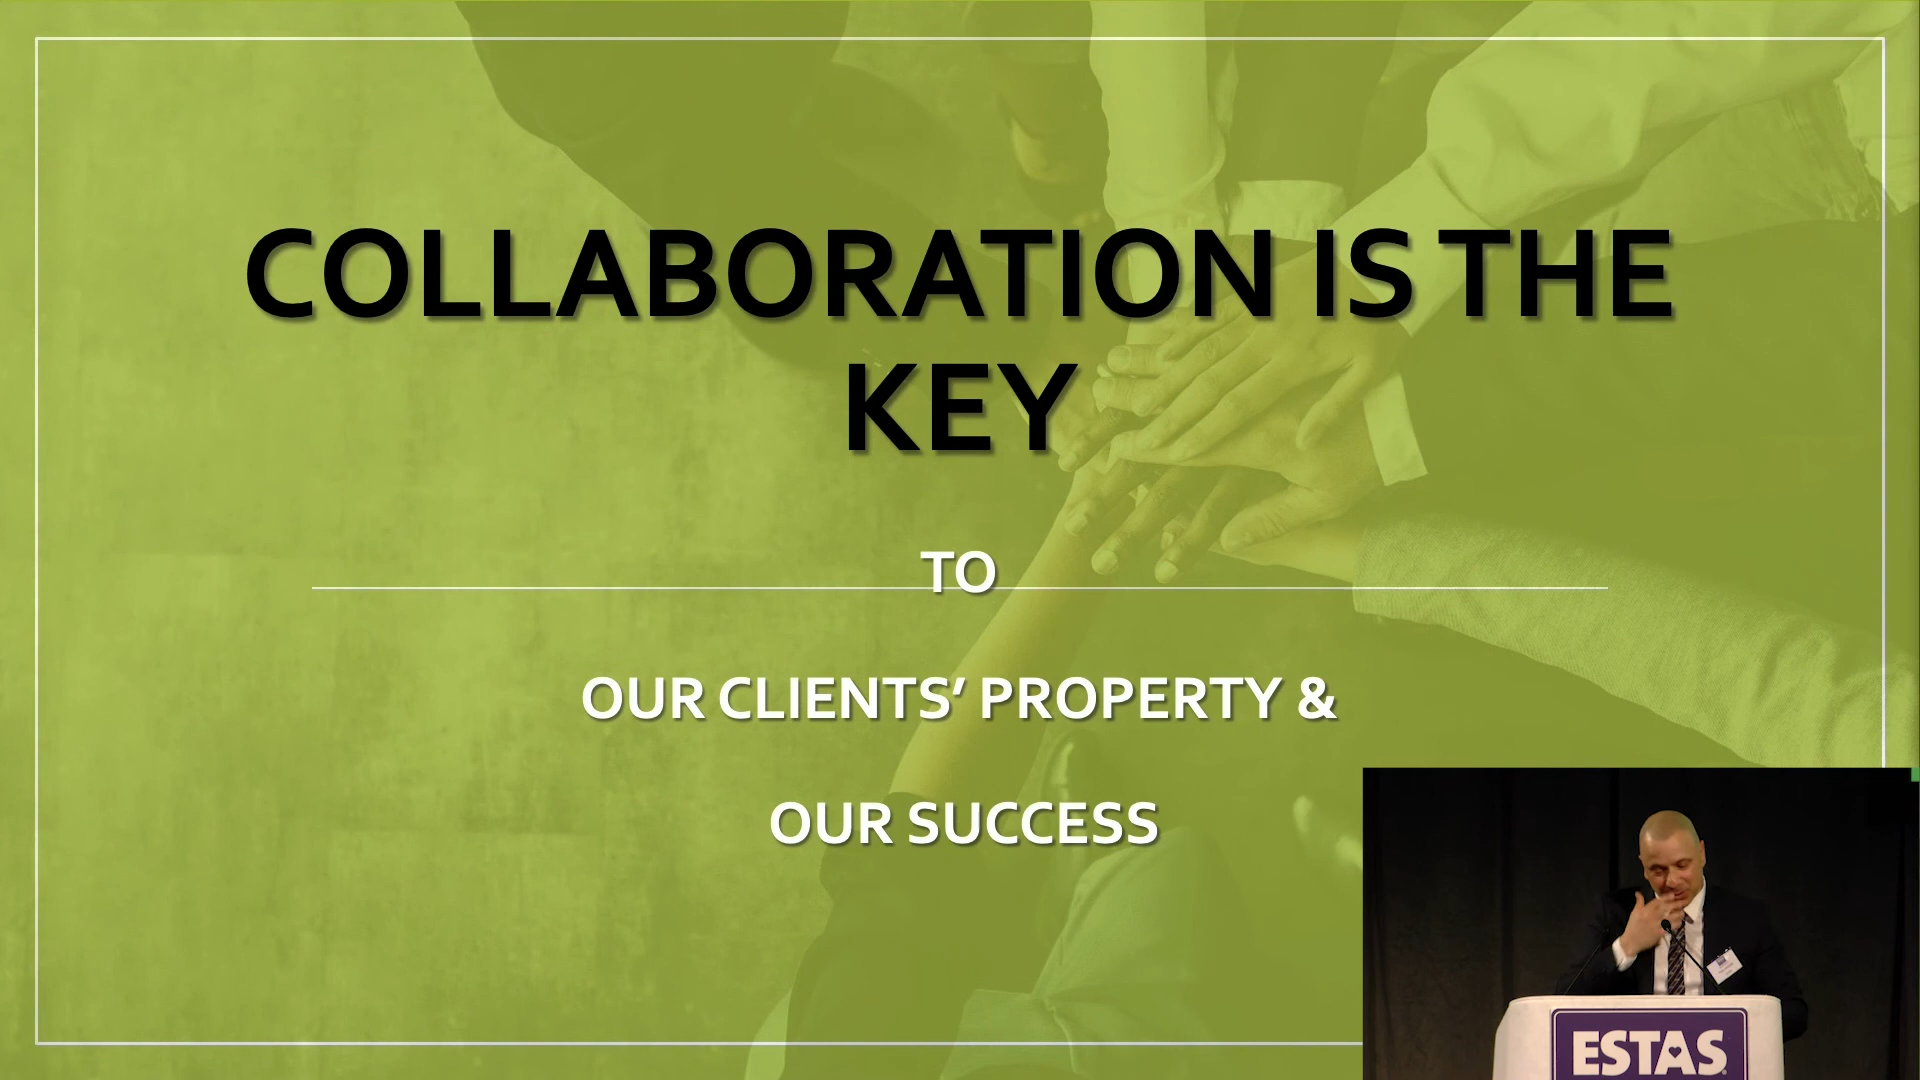 COLLABORATION IS THE
KEY
TO
OUR CLIENTS’ PROPERTY &
OUR SUCCESS
ESTAS